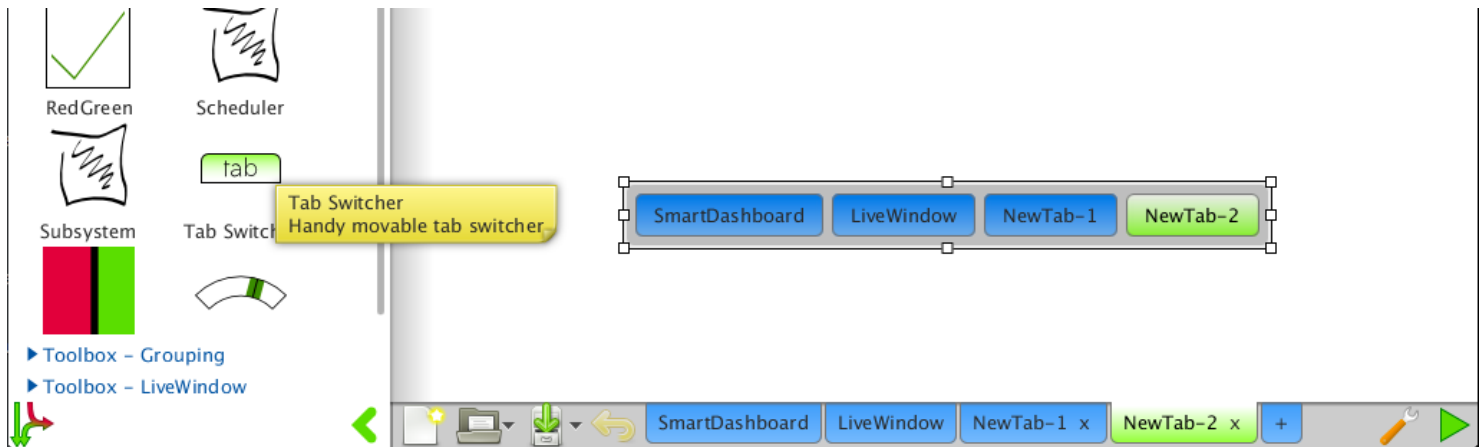 RedGreen
Scheduler
tab
Subsystem
Tab Switch
Tab Switcher
Handy movable tab switcher
Toolbox – Grouping
Toolbox – LiveWindow
SmartDashboard
LiveWindow
NewTab-1
NewTab-2
SmartDashboard
LiveWindow
NewTab-1 x
NewTab-2 x
+